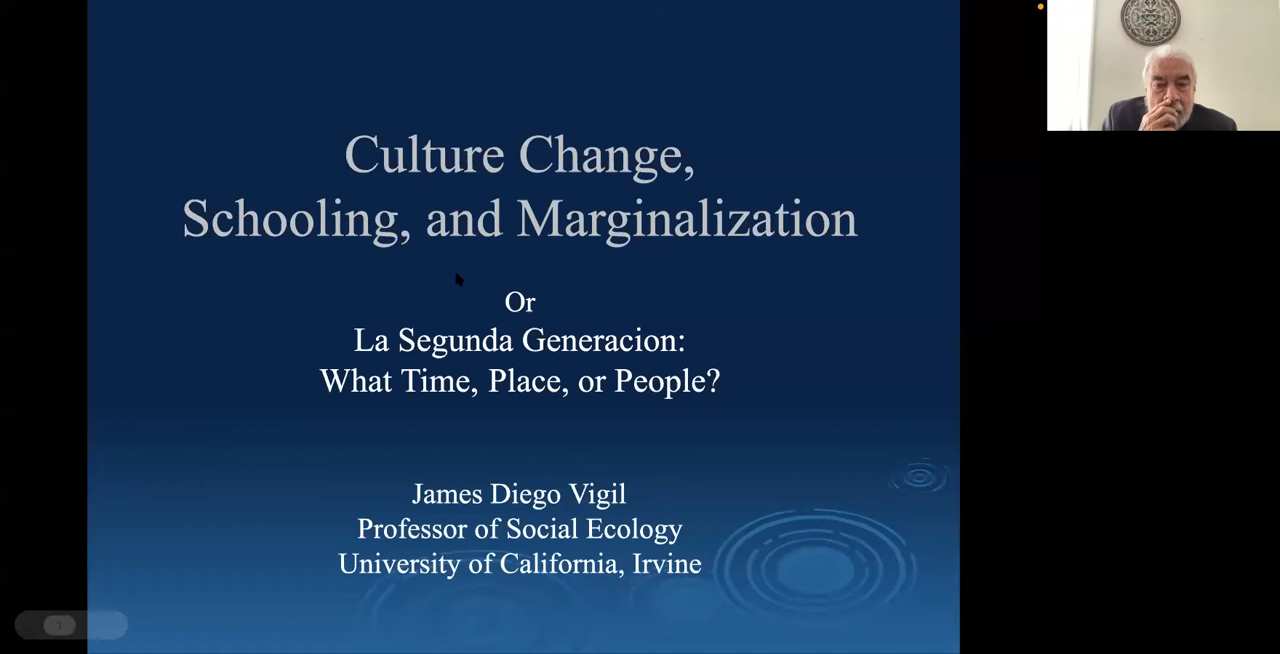 Culture Change,
Schooling, and Marginalization
Or
La Segunda Generacion:
What Time, Place, or People?
James Diego Vigil
Professor of Social Ecology
University of California, Irvine
1